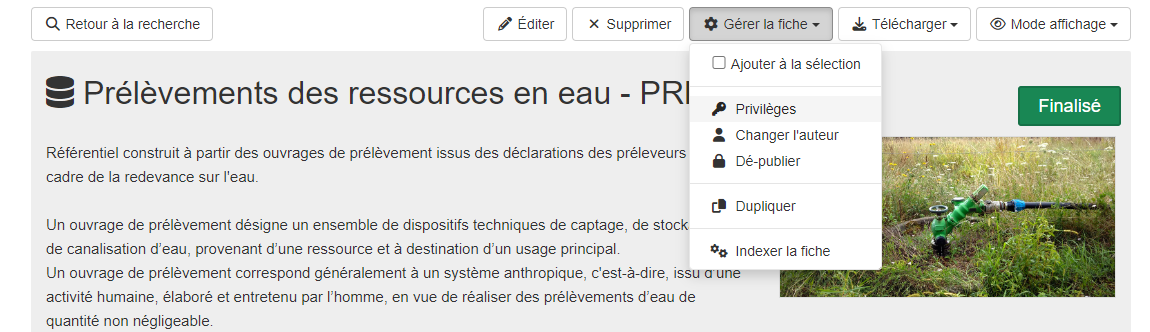 Retour à la recherche
Éditer
Supprimer
Gérer la fiche
Télécharger
Mode affichage
Ajouter à la sélection
Privilèges
Changer l'auteur
Dé-publier
Dupliquer
Indexer la fiche
Prélèvements des ressources en eau -
Finalisé
Référentiel construit à partir des ouvrages de prélèvement issus des déclarations des préleveurs
cadre de la redevance sur l'eau.
Un ouvrage de prélèvement désigne un ensemble de dispositifs techniques de captage, de
de canalisation d’eau, provenant d’une ressource et à destination d’un usage principal.
Un ouvrage de prélèvement correspond généralement à un système anthropique, c'est-à-dire, issu d’une
activité humaine, élaboré et entretenu par l’homme, en vue de réaliser des prélèvements d’eau de
quantité non négligeable.